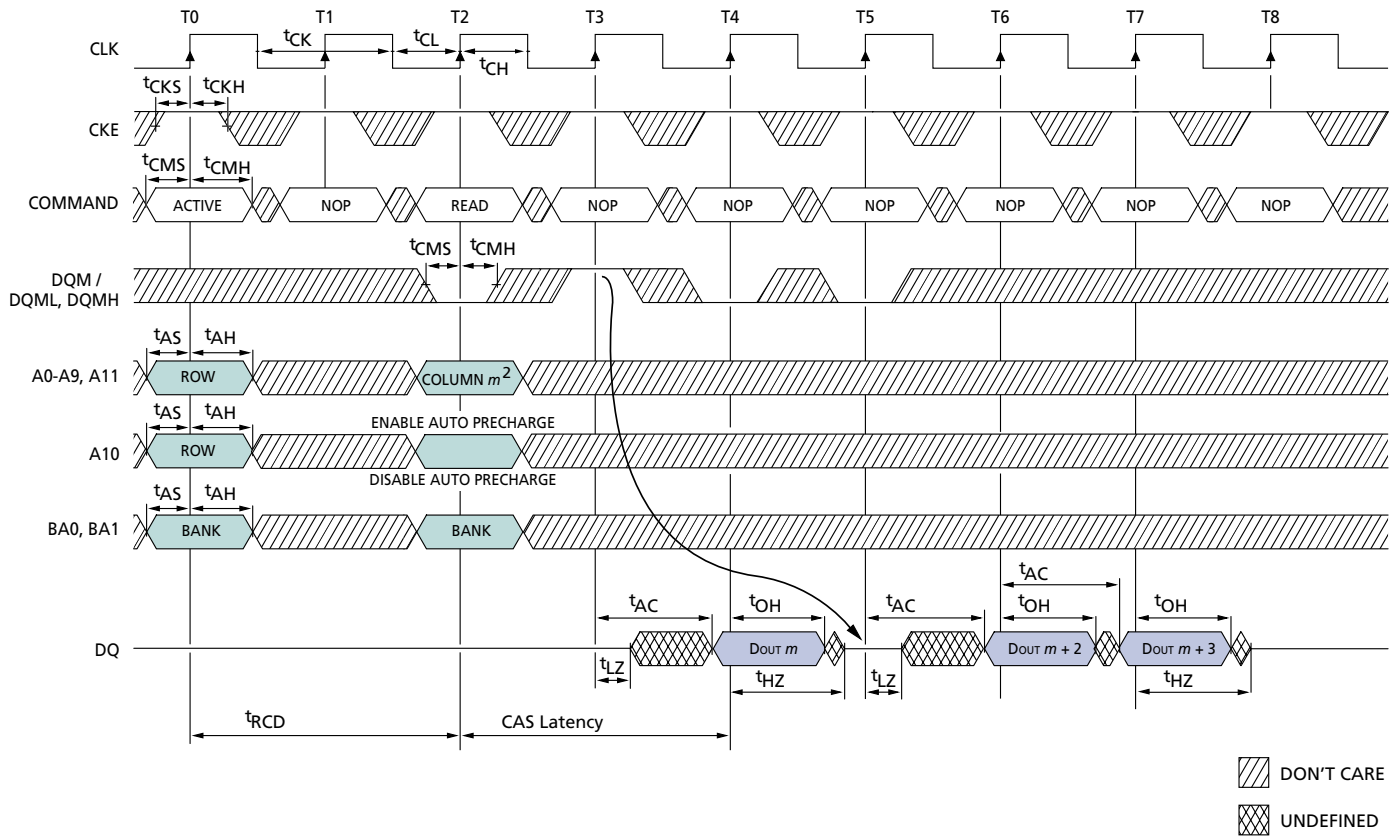 T0 T1 T2 T3 T4 T5 T6 T7 T8
CLK
tCK tCL
tCH
tCKS tCKH
CKE
tCMS tCMH
COMMAND ACTIVE NOP READ NOP NOP NOP NOP NOP NOP
tCMS tCMH
DQM /
DQML, DQMH
tAS tAH
A0-A9, A11 ROW COLUMN m2
tAS tAH ENABLE AUTO PRECHARGE
A10 ROW
DISABLE AUTO PRECHARGE
tAS tAH
BA0, BA1 BANK BANK
tAC
tAC tOH tAC tOH tOH
DQ DOUT m DOUT m + 2 DOUT m + 3
tLZ tHZ tLZ tHZ
tRCD CAS Latency
DON'T CARE
UNDEFINED